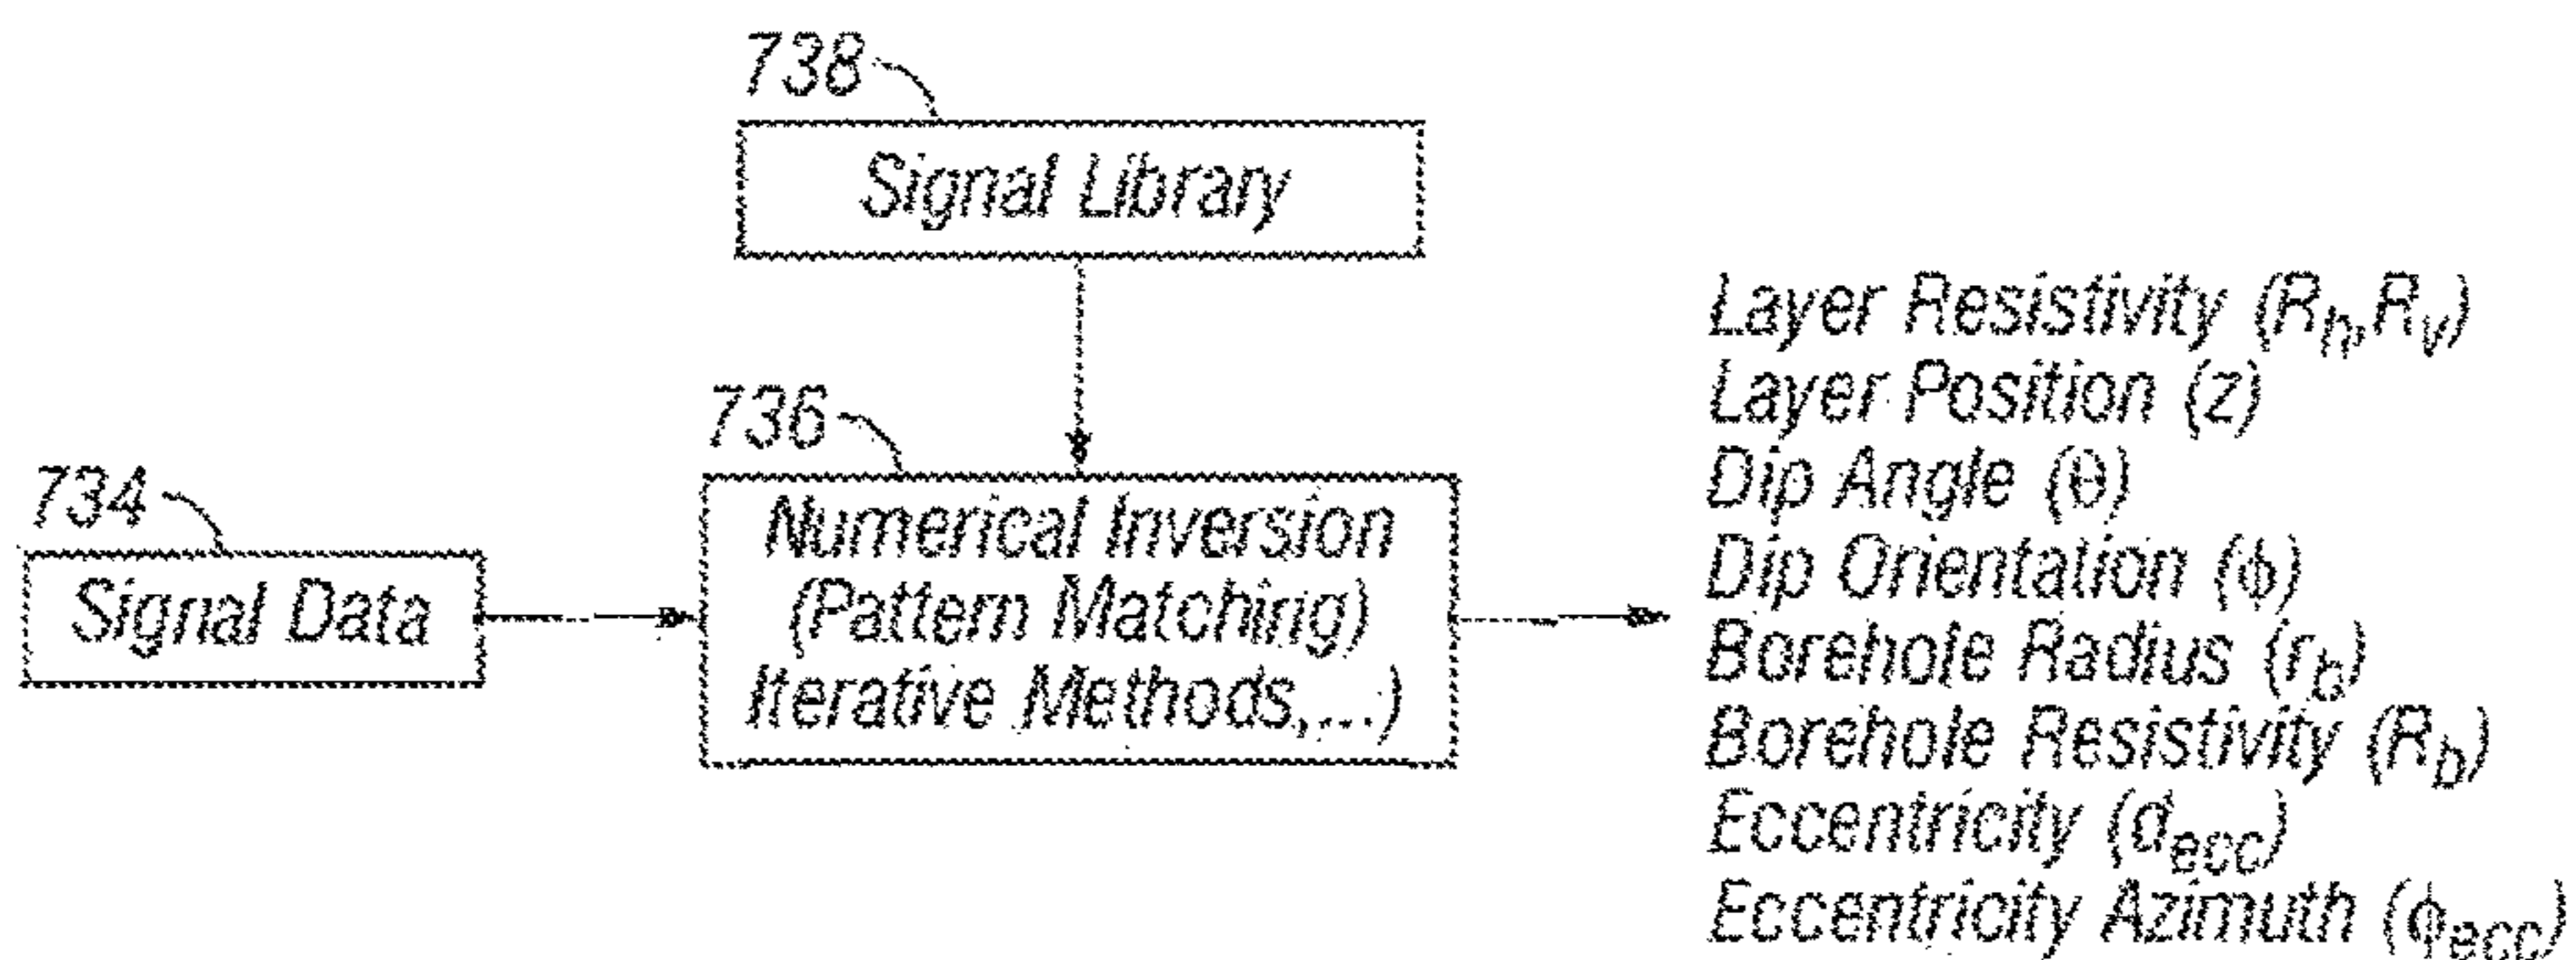 738
Signal Library
736
Numerical Inversion
(Pattern Matching)
Iterative Methods,...)
734
Signal Data
Layer Resistivity (Rh,Rv)
Layer Position (z)
Dip Angle (θ)
Dip Orientation (ϕ)
Borehole Radius (rb)
Borehole Resistivity (Rb)
Eccentricity (decc)
Eccentricity Azimuth (ϕecc)